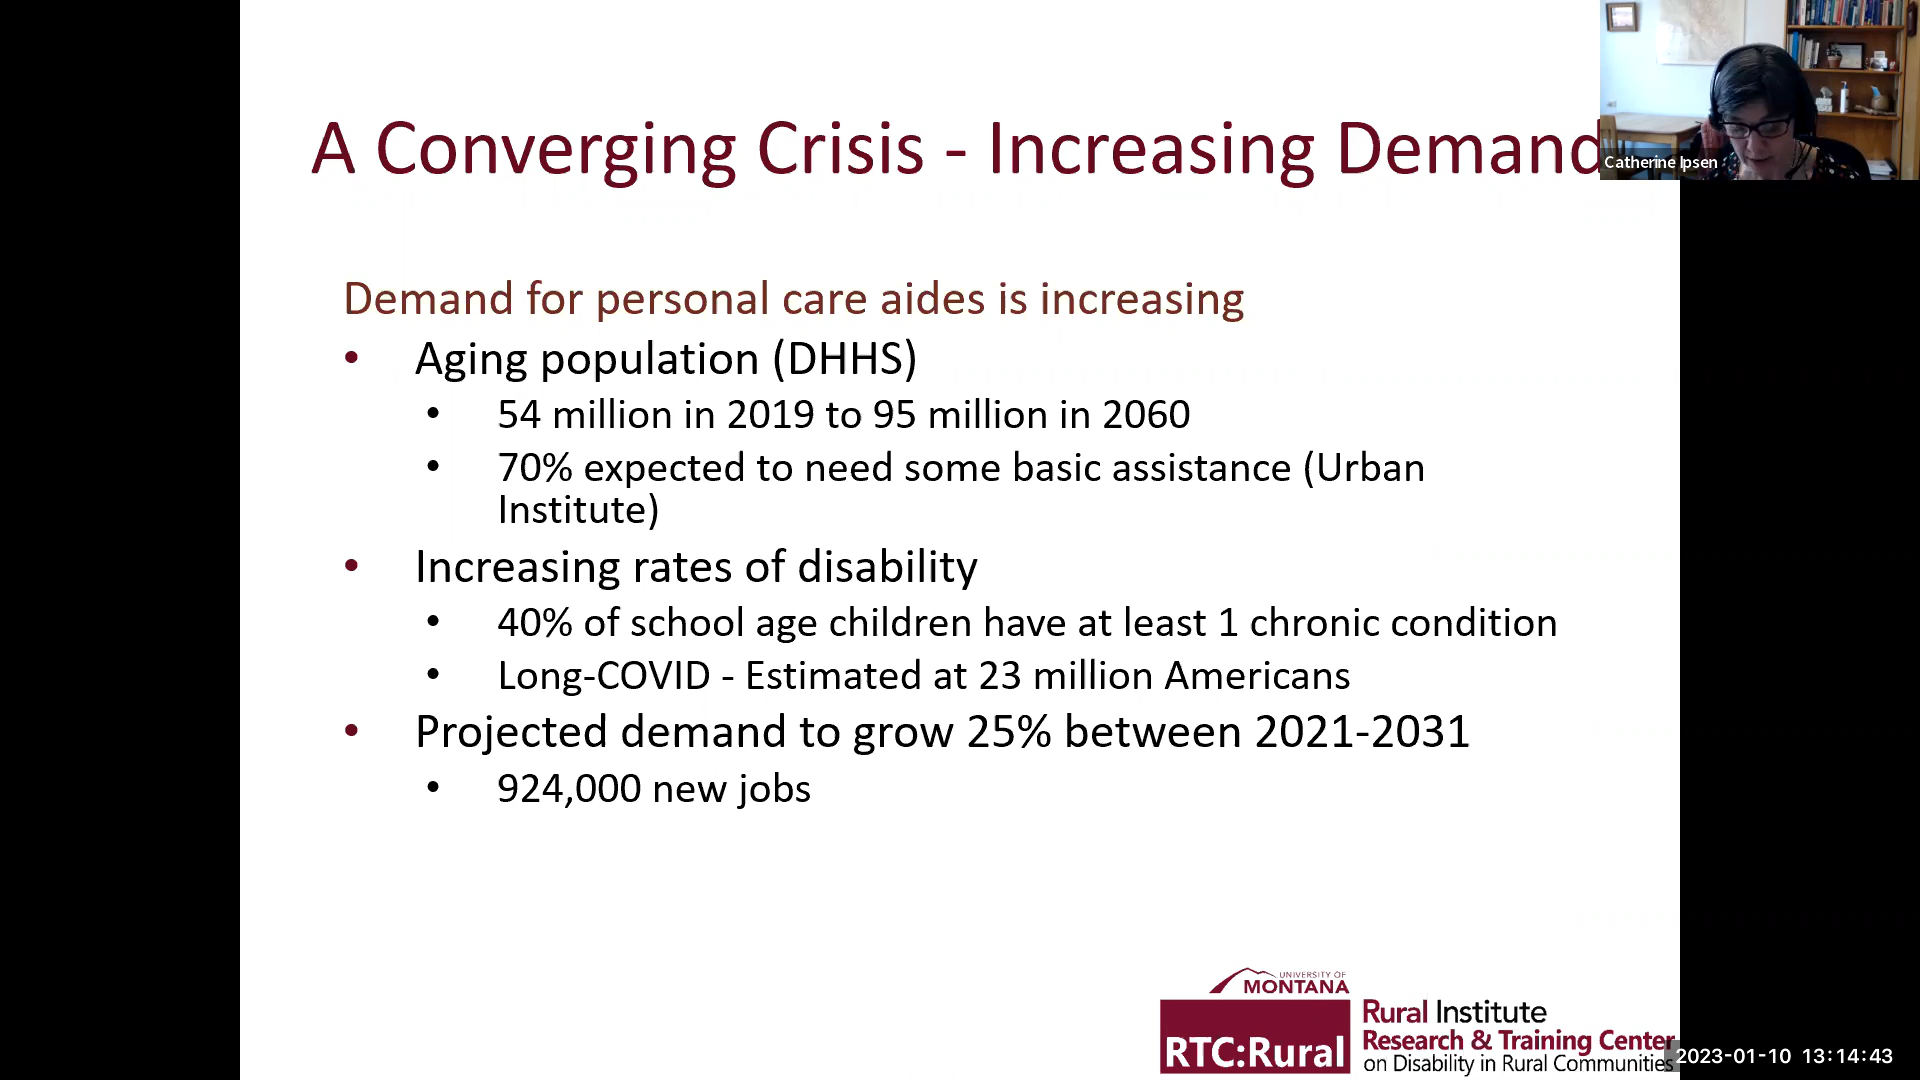 A Converging Crisis - Increasing Demand
Catherine Ipsen
Demand for personal care aides is increasing
• Aging population (DHHS)
• 54 million in 2019 to 95 million in 2060
• 70% expected to need some basic assistance (Urban
Institute)
• Increasing rates of disability
• 40% of school age children have at least 1 chronic condition
• Long-COVID - Estimated at 23 million Americans
• Projected demand to grow 25% between 2021-2031
• 924,000 new jobs
UNIVERSITY OF
MONTANA
RTC:Rural
Rural Institute
Research & Training Center
on Disability in Rural Communities
2023-01-10 13:14:43